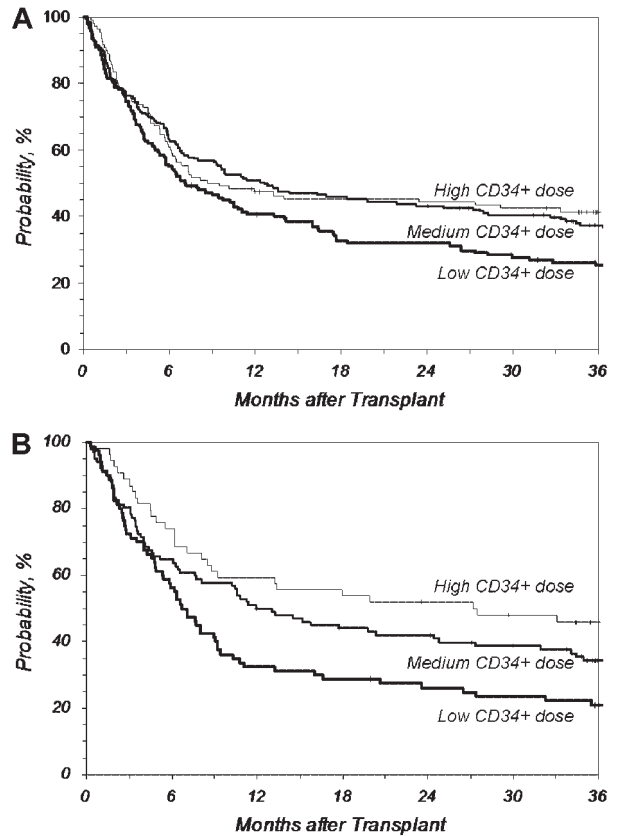 A
100
80
60
40
20
0
Probability, %
High CD34+ dose
Medium CD34+ dose
Low CD34+ dose
0 6 12 18 24 30 36
Months after Transplant
B
100
80
60
40
20
0
Probability, %
High CD34+ dose
Medium CD34+ dose
Low CD34+ dose
0 6 12 18 24 30 36
Months after Transplant